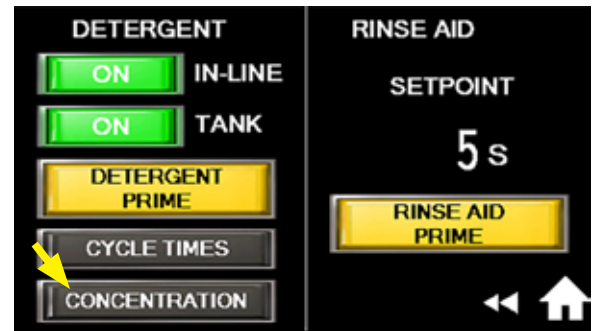 DETERGENT
ON IN-LINE
ON TANK
DETERGENT
PRIME
CYCLE TIMES
CONCENTRATION
RINSE AID
SETPOINT
5 s
RINSE AID
PRIME